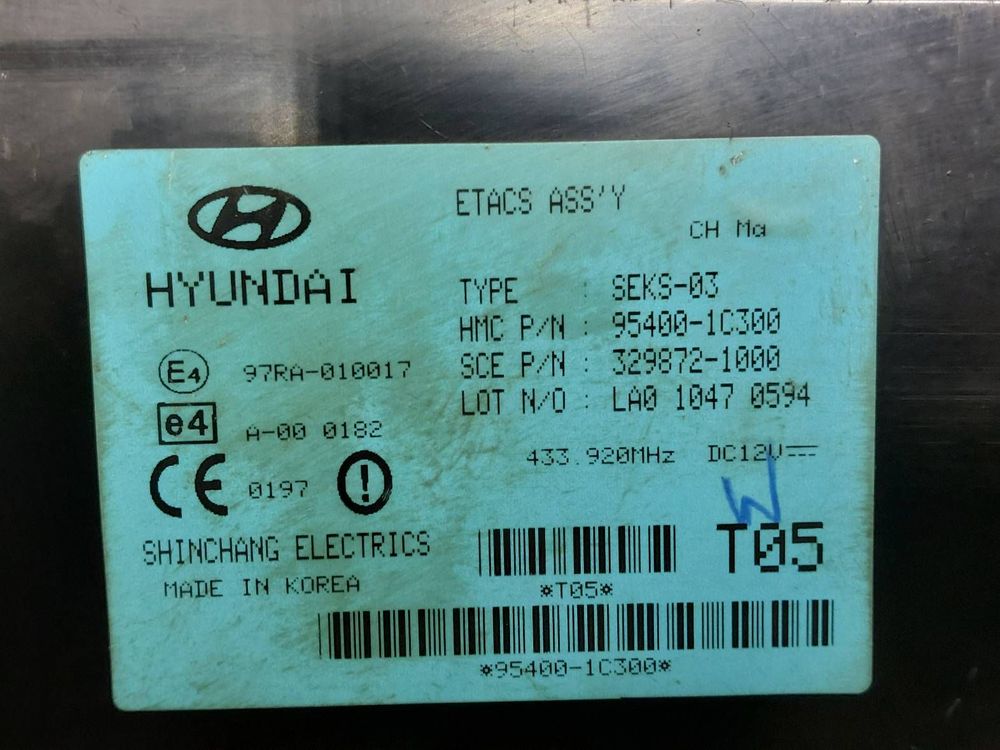 ETACS ASS'Y
CH Ma
HYUNDAI
TYPE : SEKS-03
HMC P/N : 95400-1C300
SCE P/N : 329872-1000
LOT N/O : LA0 1047 0594
E4 97RA-010017
e4 A-00 0182
433.920MHz DC12V
CE 0197 !
W
T05
SHINCHANG ELECTRICS
MADE IN KOREA
*T05*
*95400-1C300*